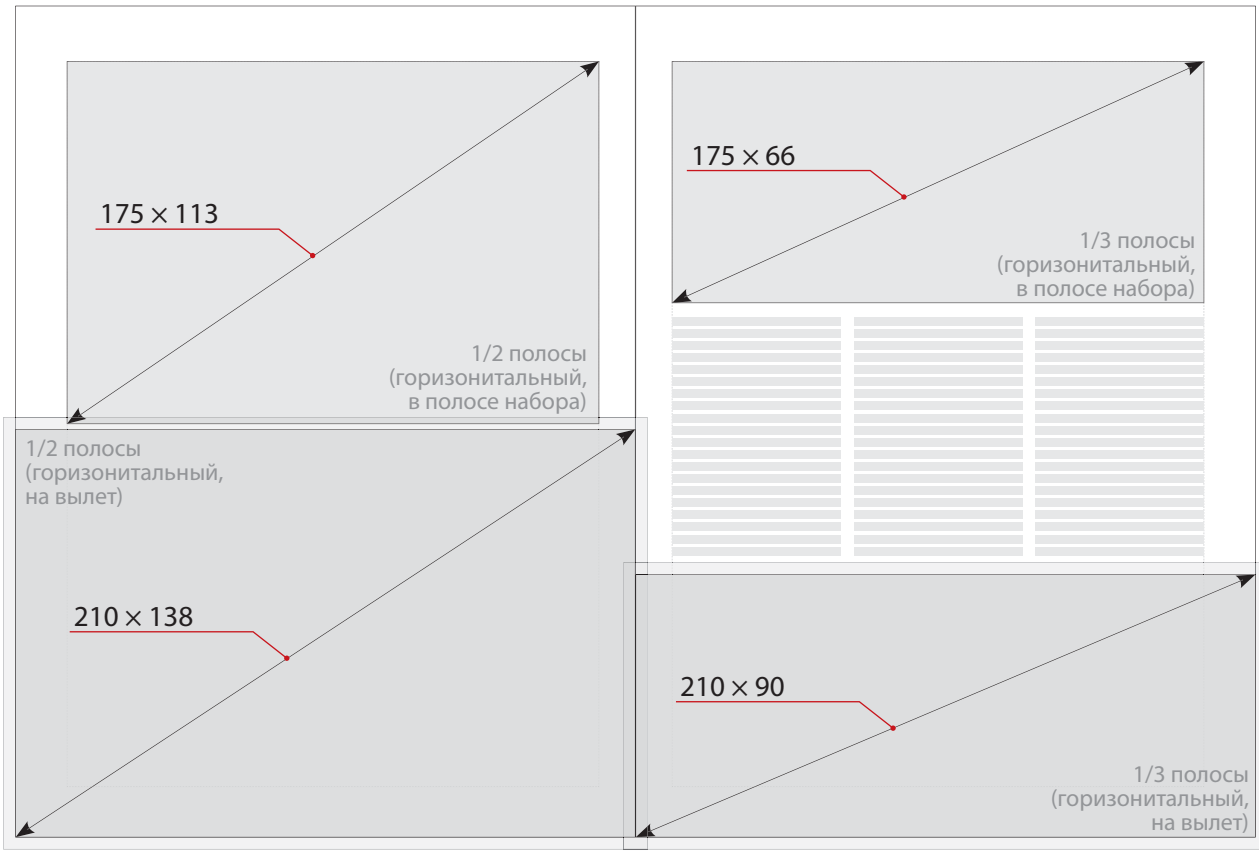 175 × 113
1/2 полосы
(горизонитальный,
в полосе набора)
1/2 полосы
(горизонитальный,
на вылет)
210 × 138
175 × 66
1/3 полосы
(горизонитальный,
в полосе набора)
210 × 90
1/3 полосы
(горизонитальный,
на вылет)